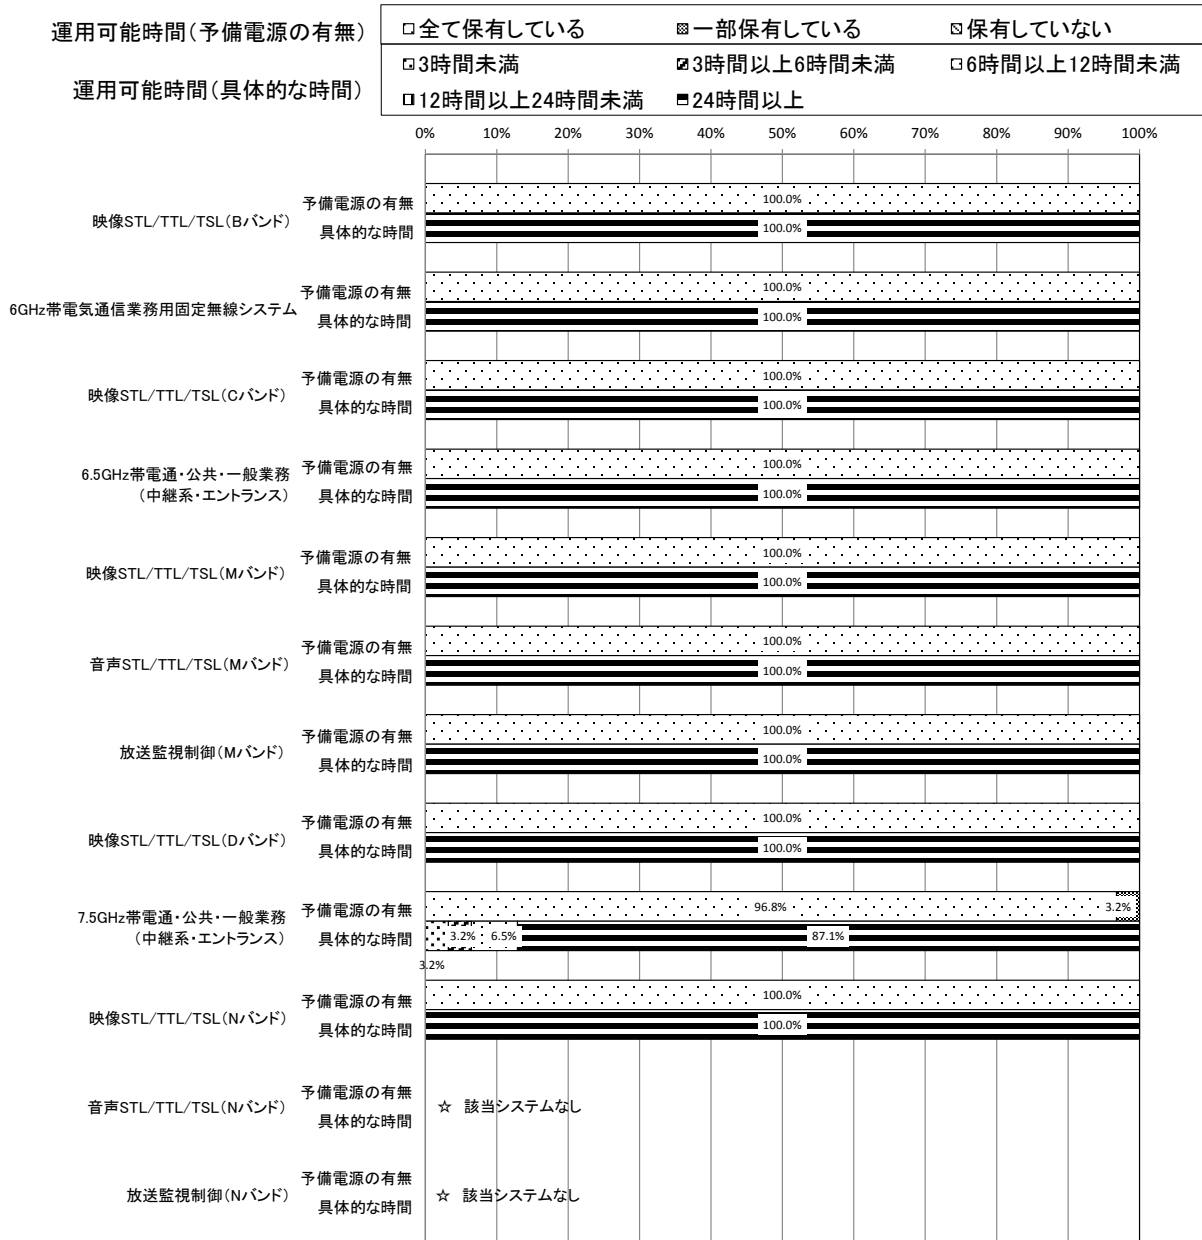 運用可能時間(予備電源の有無)
全て保有している 一部保有している 保有していない
運用可能時間(具体的な時間)
3時間未満 3時間以上6時間未満 6時間以上12時間未満
12時間以上24時間未満 24時間以上
0% 10% 20% 30% 40% 50% 60% 70% 80% 90% 100%
映像STL/TTL/TSL(Bバンド)
予備電源の有無 100.0%
具体的な時間 100.0%
6GHz帯電気通信業務用固定無線システム
予備電源の有無 100.0%
具体的な時間 100.0%
映像STL/TTL/TSL(Cバンド)
予備電源の有無 100.0%
具体的な時間 100.0%
6.5GHz帯電通・公共・一般業務
(中継系・エントランス)
予備電源の有無 100.0%
具体的な時間 100.0%
映像STL/TTL/TSL(Mバンド)
予備電源の有無 100.0%
具体的な時間 100.0%
音声STL/TTL/TSL(Mバンド)
予備電源の有無 100.0%
具体的な時間 100.0%
放送監視制御(Mバンド)
予備電源の有無 100.0%
具体的な時間 100.0%
映像STL/TTL/TSL(Dバンド)
予備電源の有無 100.0%
具体的な時間 100.0%
7.5GHz帯電通・公共・一般業務
(中継系・エントランス)
予備電源の有無 96.8% 3.2%
具体的な時間 3.2% 6.5% 87.1%
3.2%
映像STL/TTL/TSL(Nバンド)
予備電源の有無 100.0%
具体的な時間 100.0%
音声STL/TTL/TSL(Nバンド)
予備電源の有無
具体的な時間
☆ 該当システムなし
放送監視制御(Nバンド)
予備電源の有無
具体的な時間
☆ 該当システムなし